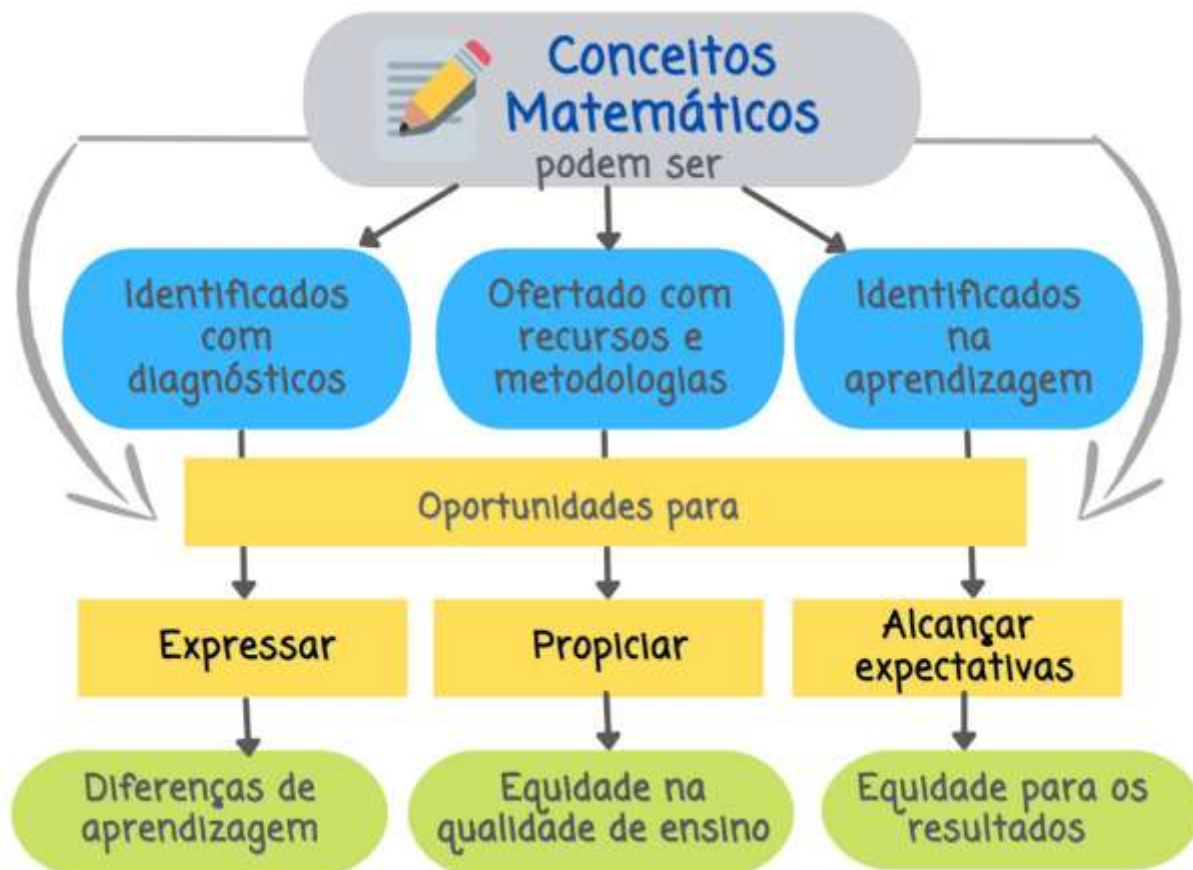 Conceitos
Matemáticos
podem ser
Identificados
com
diagnósticos
Ofertado com
recursos e
metodologias
Identificados
na
aprendizagem
Oportunidades para
Expressar
Propiciar
Alcançar
expectativas
Diferenças de
aprendizagem
Equidade na
qualidade de ensino
Equidade para os
resultados